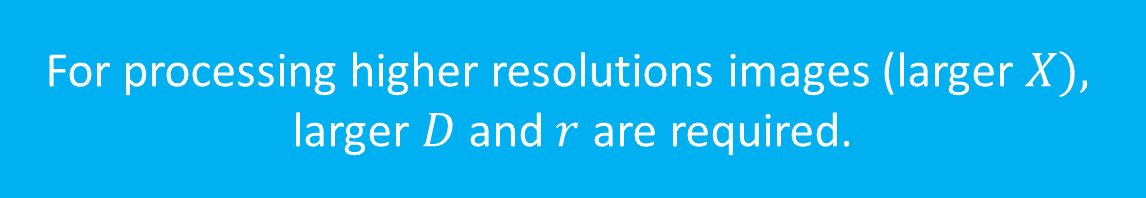 For processing higher resolutions images (larger X),
larger D and r are required.